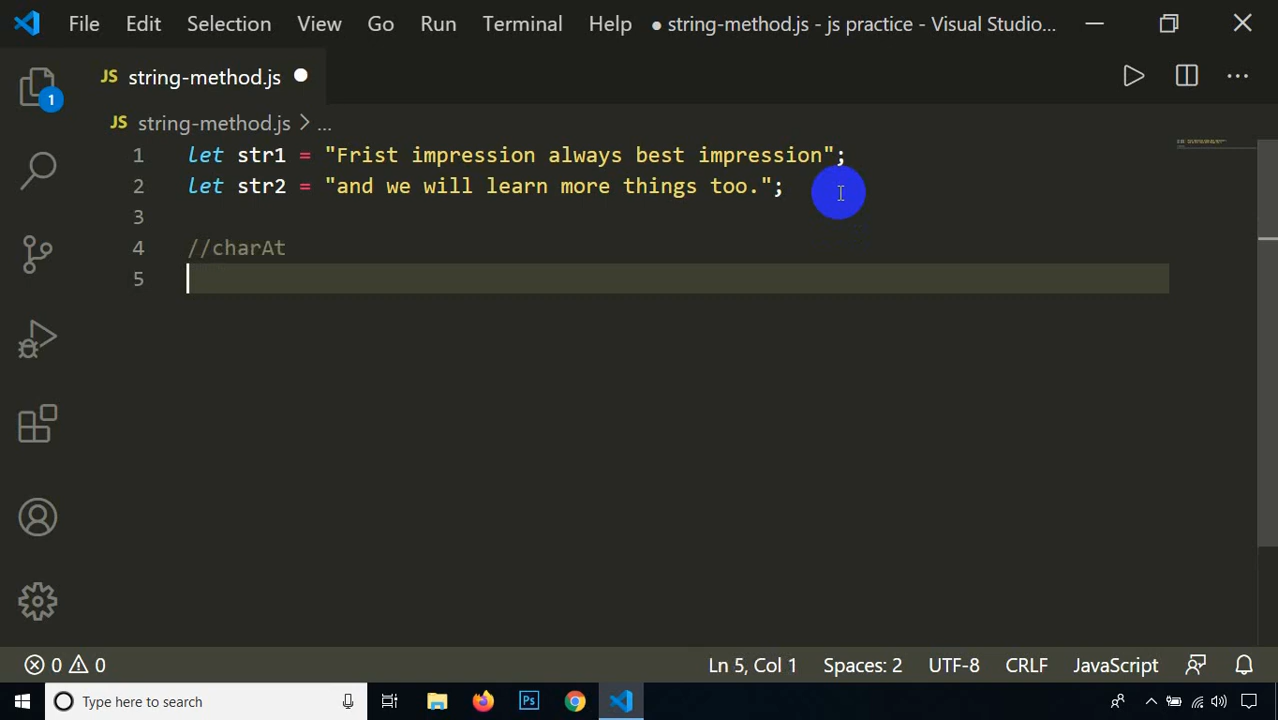 File Edit Selection View Go Run Terminal Help ● string-method.js - js practice - Visual Studio...
JS string-method.js ●
JS string-method.js > ...
1 let str1 = "Frist impression always best impression";
2 let str2 = "and we will learn more things too.";
3
4 //charAt
5
1
0 0 Ln 5, Col 1 Spaces: 2 UTF-8 CRLF JavaScript
Type here to search Ps